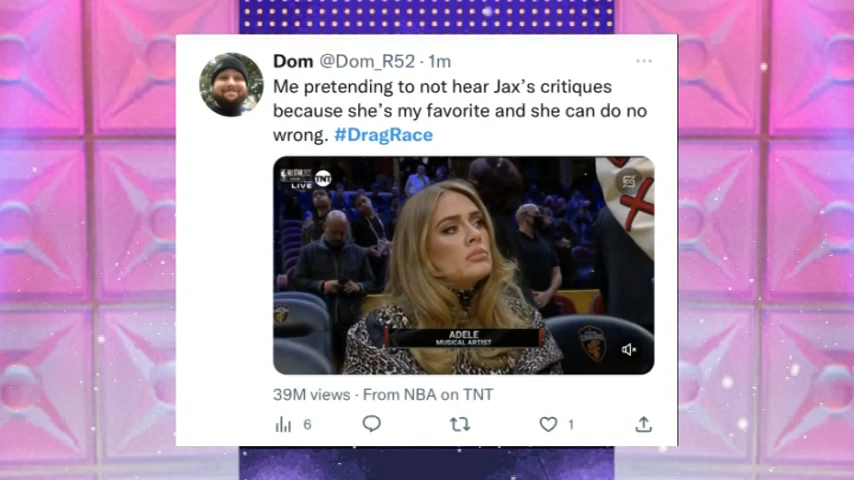 Dom @Dom_R52 · 1m
Me pretending to not hear Jax's critiques
because she's my favorite and she can do no
wrong. #DragRace
LIVE TNT
ADELE
MUSICAL ARTIST
39M views · From NBA on TNT
6 1